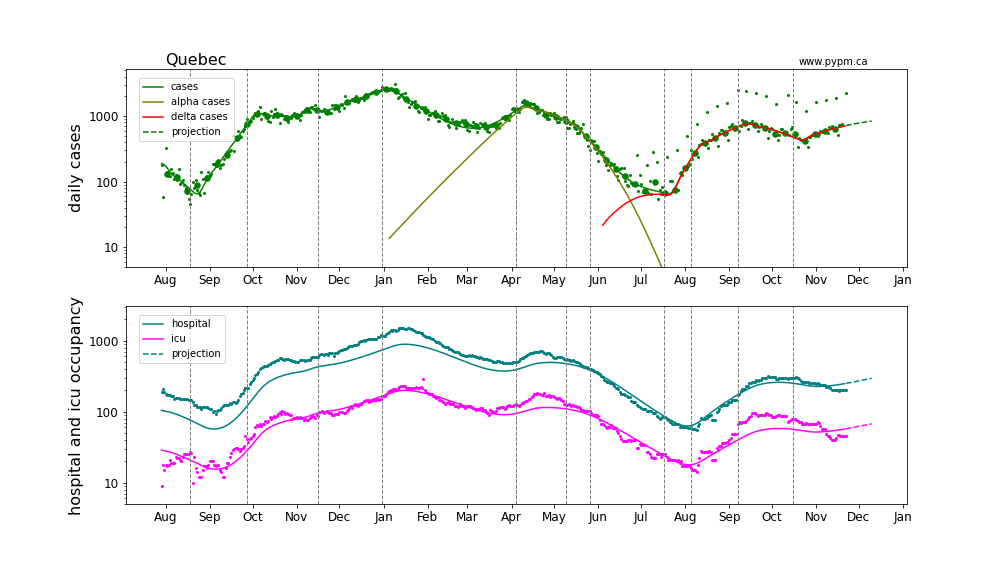 Quebec
www.pypm.ca
daily cases
1000
100
10
cases
alpha cases
delta cases
projection
Aug Sep Oct Nov Dec Jan Feb Mar Apr May Jun Jul Aug Sep Oct Nov Dec Jan
hospital and icu occupancy
1000
100
10
hospital
icu
projection
Aug Sep Oct Nov Dec Jan Feb Mar Apr May Jun Jul Aug Sep Oct Nov Dec Jan